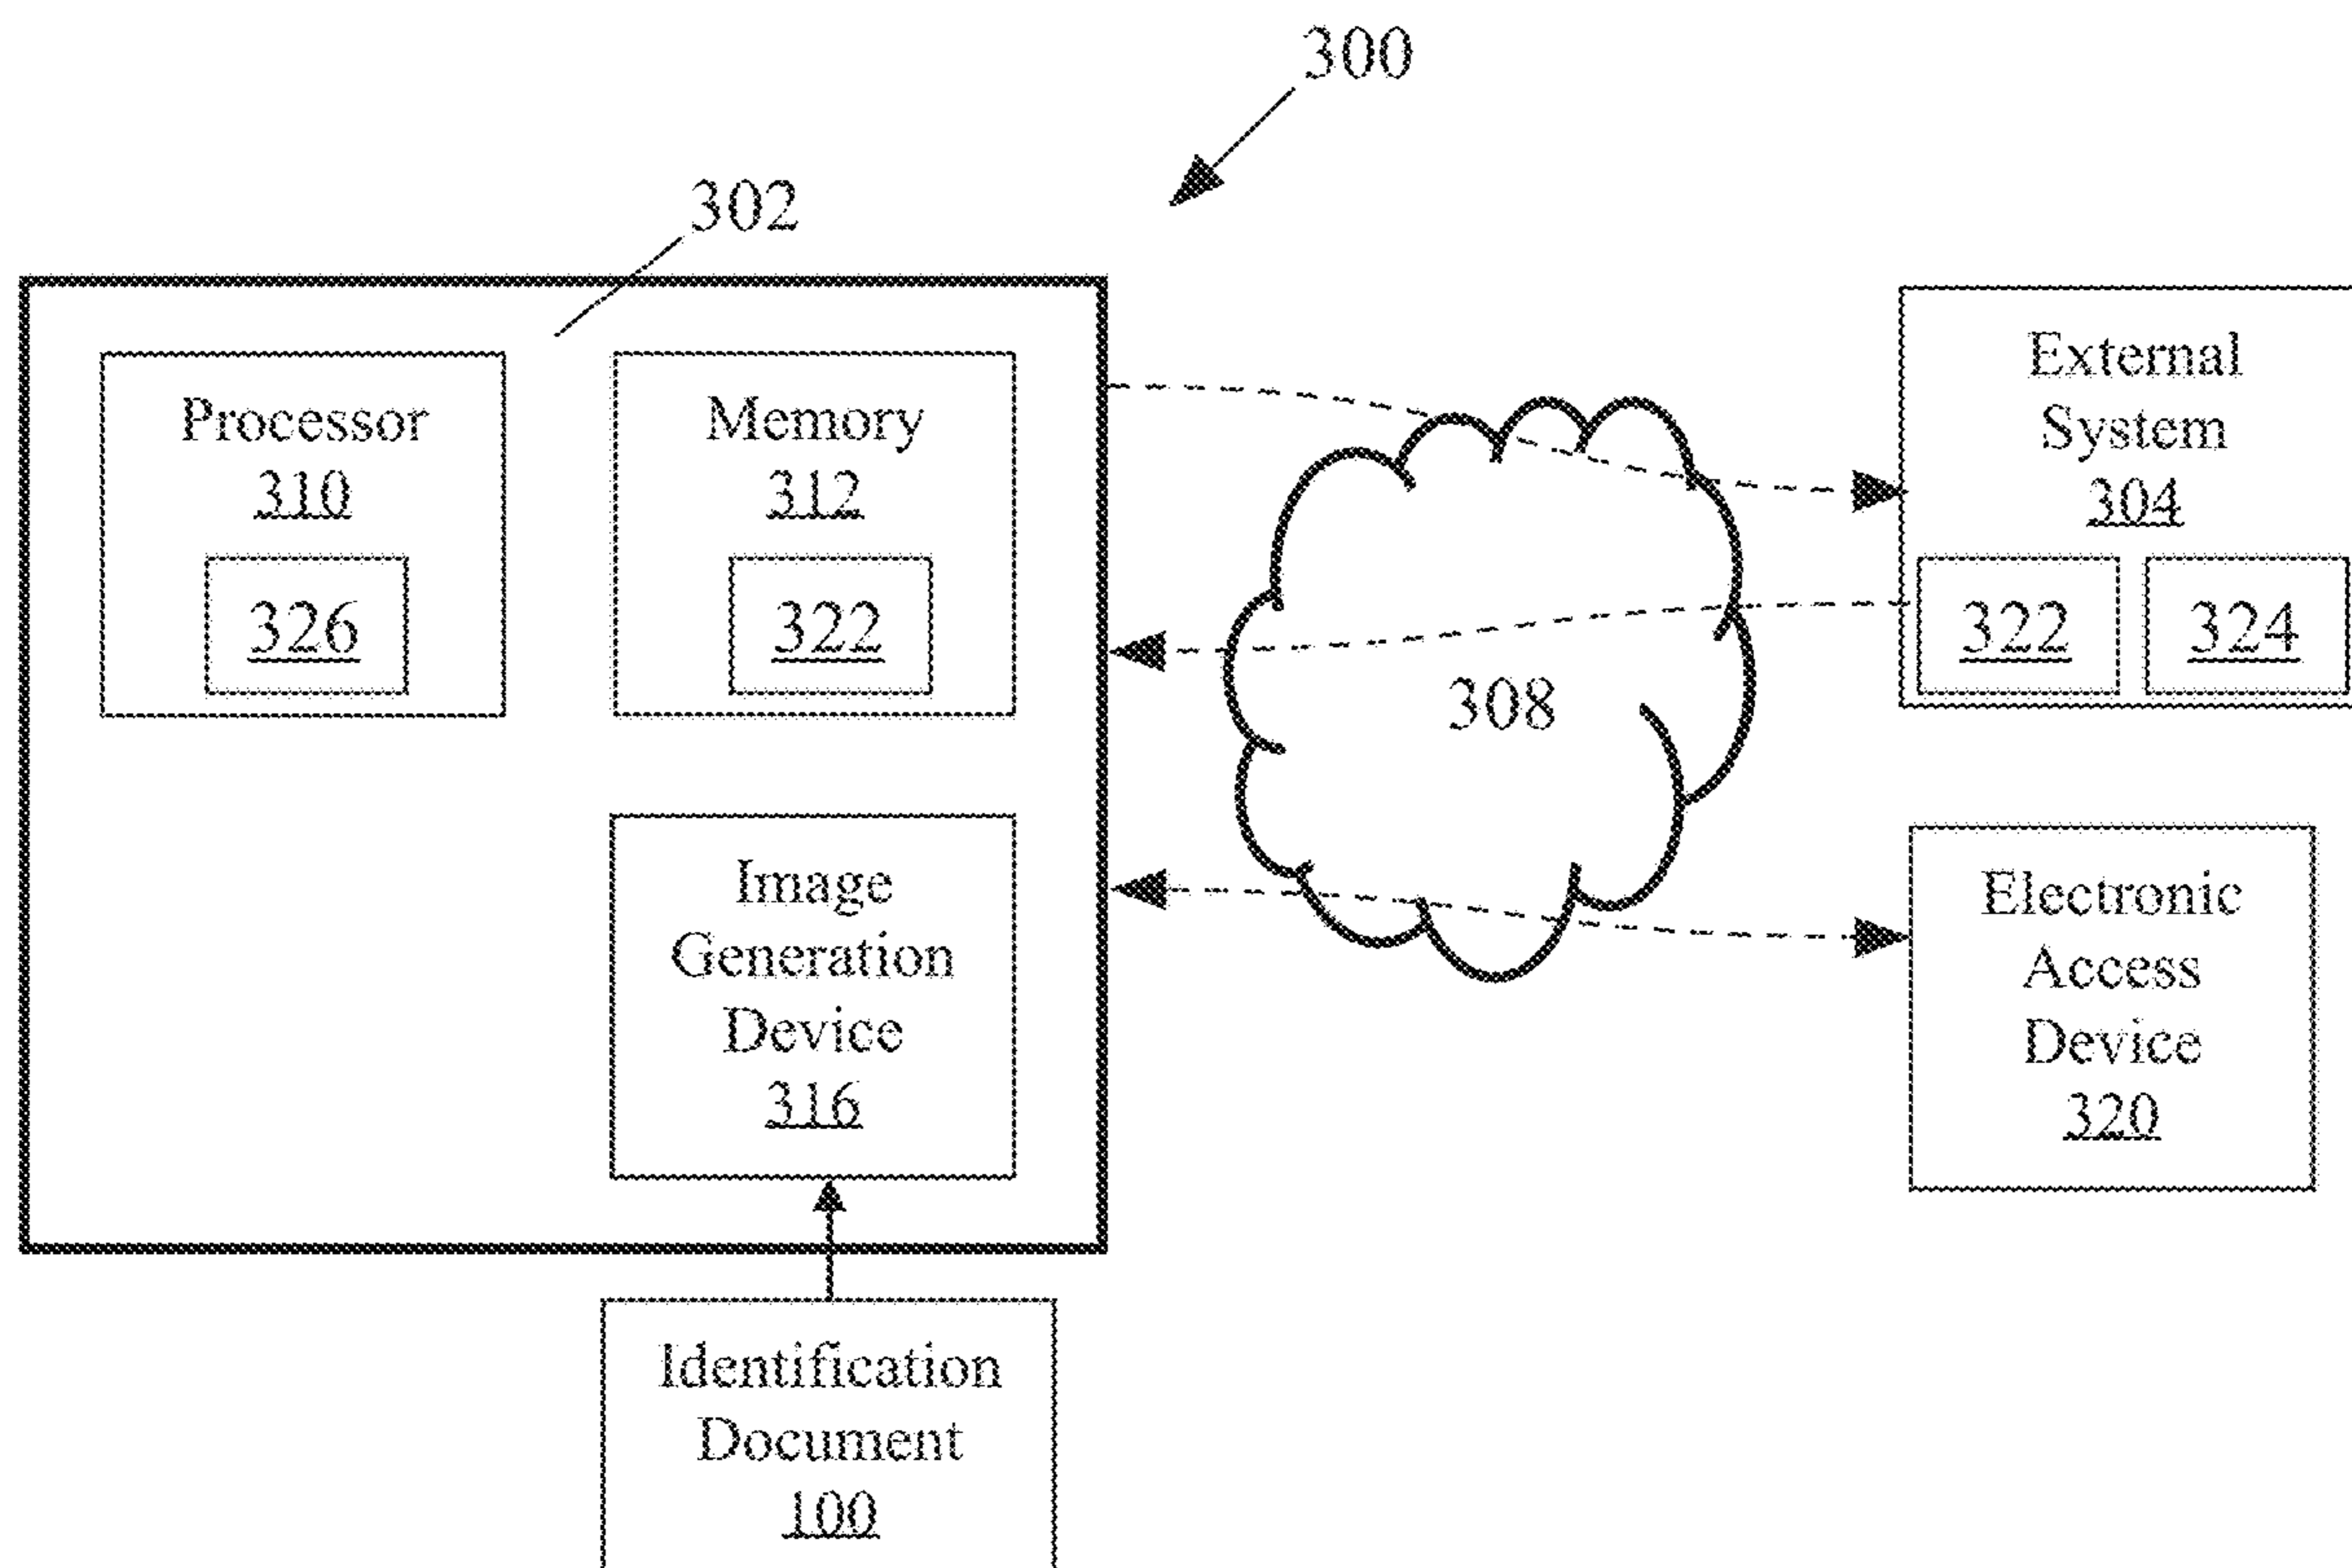 300
302
Processor
310
326
Memory
312
322
External
System
304
322
324
308
Image
Generation
Device
316
Electronic
Access
Device
320
Identification
Document
100